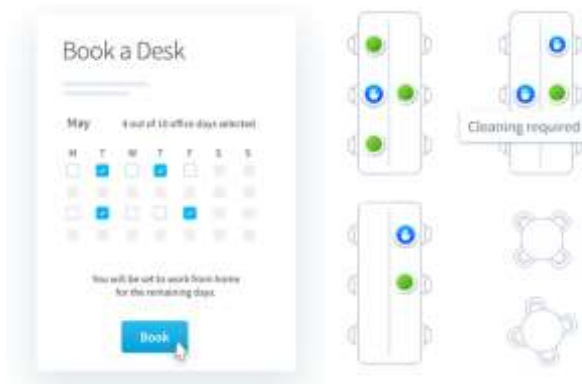 Book a Desk
May 4 out of 10 office days selected
M T W T F S S
You will be set to work from home
for the remaining days.
Book
Cleaning required